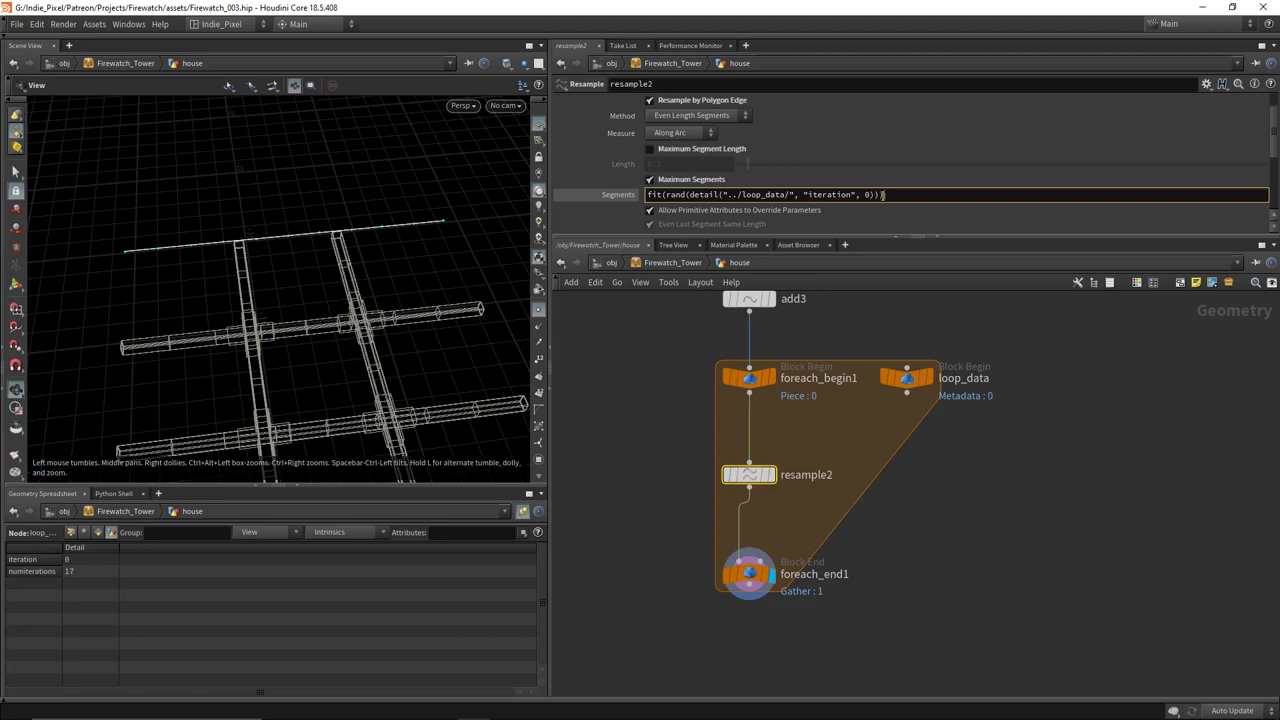 G:/Indie_Pixel/Patreon/Projects/Firewatch/assets/Firewatch_003.hip - Houdini Core 18.5.408
File Edit Render Assets Windows Help Indie_Pixel Main Main
Scene View
obj Firewatch_Tower house
View
Persp No cam
Left mouse tumbles. Middle pans. Right dollies. Ctrl+Alt+Left box-zooms. Ctrl+Right zooms. Spacebar-Ctrl-Left tilts. Hold L for alternate tumble, dolly, and zoom.
Geometry Spreadsheet Python Shell
obj Firewatch_Tower house
Node:loop_... Group: View Intrinsics Attributes:
Detail
iteration 0
numiterations 17
resample2 Take List Performance Monitor
obj Firewatch_Tower house
Resample resample2
Resample by Polygon Edge
Method Even Length Segments
Measure Along Arc
Maximum Segment Length
Length 0.1
Maximum Segments
Segments fit(rand(detail("../loop_data/", "iteration", 0)))
Allow Primitive Attributes to Override Parameters
Even Last Segment Same Length
/obj/Firewatch_Tower/house Tree View Material Palette Asset Browser
obj Firewatch_Tower house
Add Edit Go View Tools Layout Help
Geometry
add3
Block Begin
foreach_begin1
Piece : 0
Block Begin
loop_data
Metadata : 0
resample2
Block End
foreach_end1
Gather : 1
Auto Update